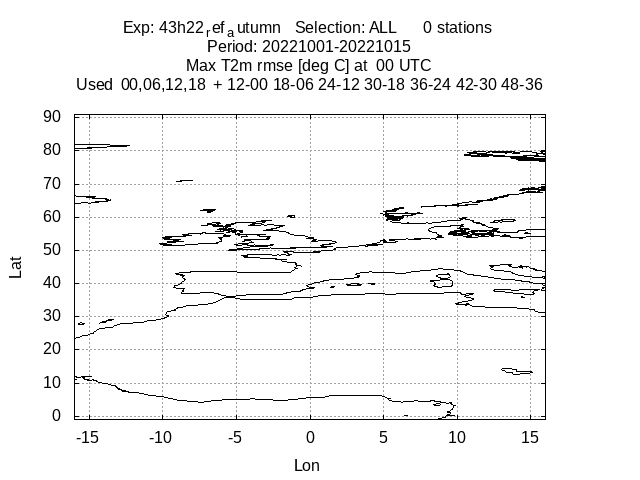 Exp: 43h22refautumn Selection: ALL 0 stations
Period: 20221001-20221015
Max T2m rmse [deg C] at 00 UTC
Used 00,06,12,18 + 12-00 18-06 24-12 30-18 36-24 42-30 48-36
90
80
70
60
50
40
30
20
10
0
Lat
-15 -10 -5 0 5 10 15
Lon